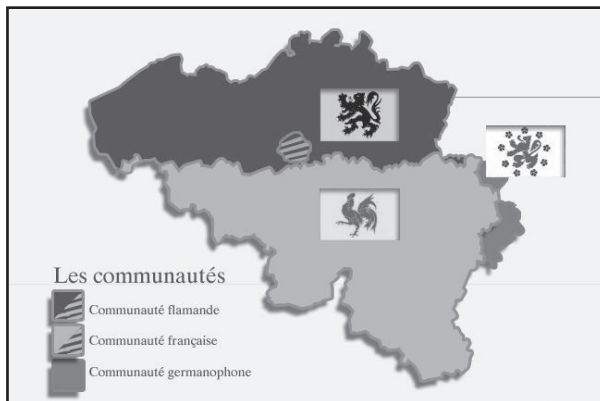 Les communautés
Communauté flamande
Communauté française
Communauté germanophone